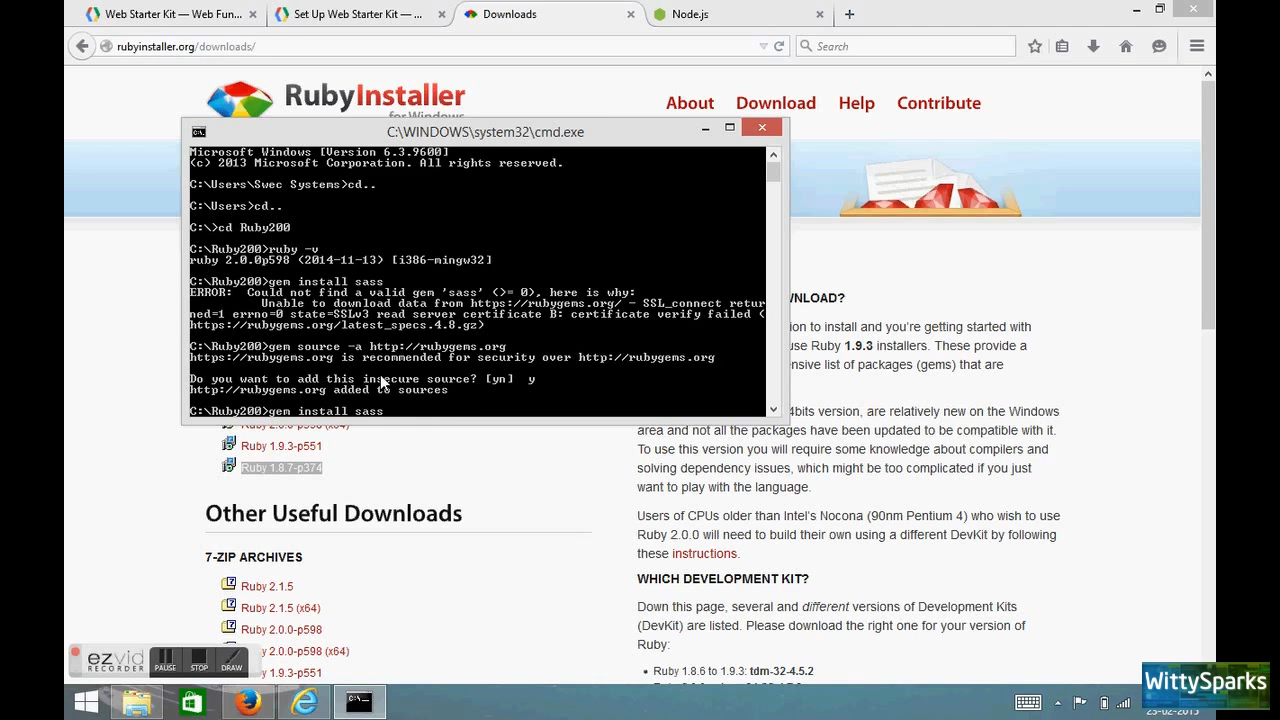 Web Starter Kit — Web Fun...
Set Up Web Starter Kit — ...
Downloads
Node.js
rubyinstaller.org/downloads/
Search
RubyInstaller
for Windows
About Download Help Contribute
C:\WINDOWS\system32\cmd.exe
Microsoft Windows [Version 6.3.9600]
(c) 2013 Microsoft Corporation. All rights reserved.
C:\Users\Swec Systems>cd..
C:\Users>cd..
C:\>cd Ruby200
C:\Ruby200>ruby -v
ruby 2.0.0p598 (2014-11-13) [i386-mingw32]
C:\Ruby200>gem install sass
ERROR:  Could not find a valid gem 'sass' (>= 0), here is why:
Unable to download data from https://rubygems.org/ - SSL_connect retur
ned=1 errno=0 state=SSLv3 read server certificate B: certificate verify failed (
https://rubygems.org/latest_specs.4.8.gz)
C:\Ruby200>gem source -a http://rubygems.org
https://rubygems.org is recommended for security over http://rubygems.org
Do you want to add this insecure source? [yn]  y
http://rubygems.org added to sources
C:\Ruby200>gem install sass
Ruby 1.9.3-p551
Ruby 1.8.7-p374
Other Useful Downloads
7-ZIP ARCHIVES
Ruby 2.1.5
Ruby 2.1.5 (x64)
Ruby 2.0.0-p598
Ruby 2.0.0-p598 (x64)
Ruby 1.9.3-p551
NLOAD?
ion to install and you're getting started with
use Ruby 1.9.3 installers. These provide a
ensive list of packages (gems) that are
4bits version, are relatively new on the Windows
area and not all the packages have been updated to be compatible with it.
To use this version you will require some knowledge about compilers and
solving dependency issues, which might be too complicated if you just
want to play with the language.
Users of CPUs older than Intel's Nocona (90nm Pentium 4) who wish to use
Ruby 2.0.0 will need to build their own using a different DevKit by following
these instructions.
WHICH DEVELOPMENT KIT?
Down this page, several and different versions of Development Kits
(DevKit) are listed. Please download the right one for your version of
Ruby:
• Ruby 1.8.6 to 1.9.3: tdm-32-4.5.2
ezvid
RECORDER
PAUSE STOP DRAW
WittySparks
23-02-2015